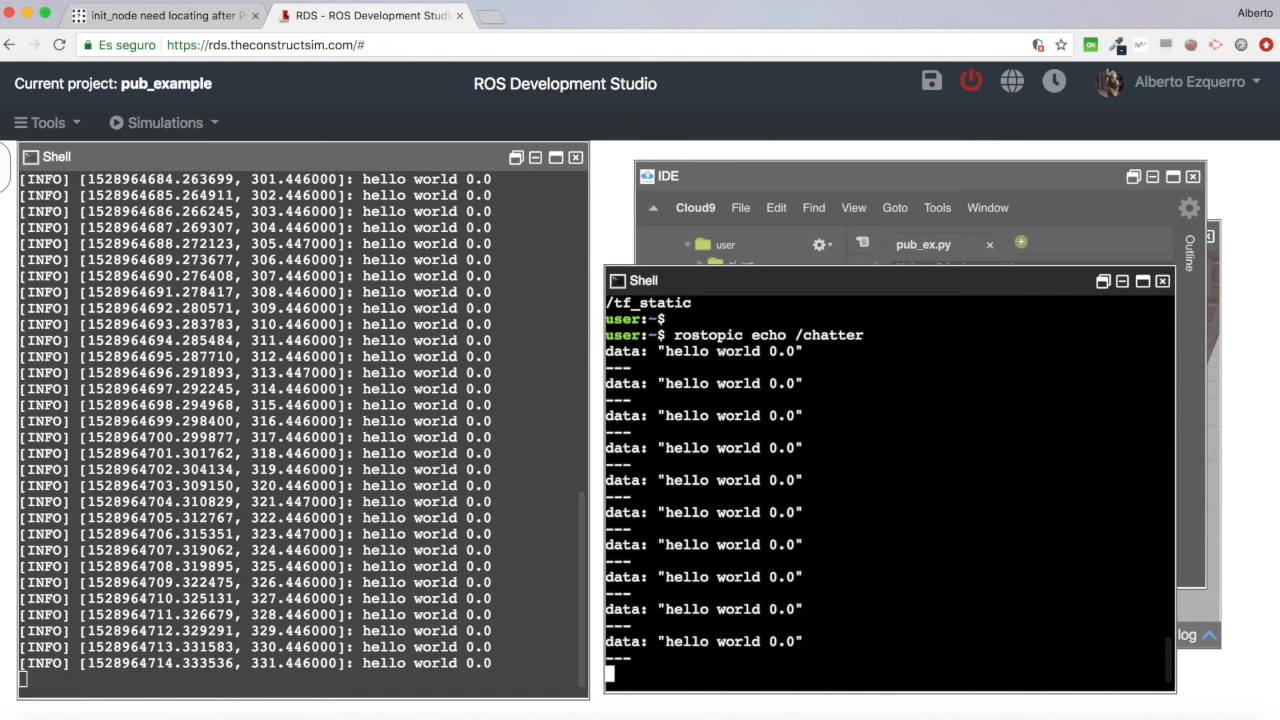 init_node need locating after P
RDS - ROS Development Studi
Alberto
Es seguro
https://rds.theconstructsim.com/#
Current project: pub_example
ROS Development Studio
Alberto Ezquerro
Tools
Simulations
Shell
[INFO] [1528964684.263699, 301.446000]: hello world 0.0
[INFO] [1528964685.264911, 302.446000]: hello world 0.0
[INFO] [1528964686.266245, 303.446000]: hello world 0.0
[INFO] [1528964687.269307, 304.446000]: hello world 0.0
[INFO] [1528964688.272123, 305.447000]: hello world 0.0
[INFO] [1528964689.273677, 306.446000]: hello world 0.0
[INFO] [1528964690.276408, 307.446000]: hello world 0.0
[INFO] [1528964691.278417, 308.446000]: hello world 0.0
[INFO] [1528964692.280571, 309.446000]: hello world 0.0
[INFO] [1528964693.283783, 310.446000]: hello world 0.0
[INFO] [1528964694.285484, 311.446000]: hello world 0.0
[INFO] [1528964695.287710, 312.446000]: hello world 0.0
[INFO] [1528964696.291893, 313.447000]: hello world 0.0
[INFO] [1528964697.292245, 314.446000]: hello world 0.0
[INFO] [1528964698.294968, 315.446000]: hello world 0.0
[INFO] [1528964699.298400, 316.446000]: hello world 0.0
[INFO] [1528964700.299877, 317.446000]: hello world 0.0
[INFO] [1528964701.301762, 318.446000]: hello world 0.0
[INFO] [1528964702.304134, 319.446000]: hello world 0.0
[INFO] [1528964703.309150, 320.446000]: hello world 0.0
[INFO] [1528964704.310829, 321.447000]: hello world 0.0
[INFO] [1528964705.312767, 322.446000]: hello world 0.0
[INFO] [1528964706.315351, 323.447000]: hello world 0.0
[INFO] [1528964707.319062, 324.446000]: hello world 0.0
[INFO] [1528964708.319895, 325.446000]: hello world 0.0
[INFO] [1528964709.322475, 326.446000]: hello world 0.0
[INFO] [1528964710.325131, 327.446000]: hello world 0.0
[INFO] [1528964711.326679, 328.446000]: hello world 0.0
[INFO] [1528964712.329291, 329.446000]: hello world 0.0
[INFO] [1528964713.331583, 330.446000]: hello world 0.0
[INFO] [1528964714.333536, 331.446000]: hello world 0.0
IDE
Cloud9 File Edit Find View Goto Tools Window
user
pub_ex.py
Outline
Shell
/tf_static
user:~$
user:~$ rostopic echo /chatter
data: "hello world 0.0"
---
data: "hello world 0.0"
---
data: "hello world 0.0"
---
data: "hello world 0.0"
---
data: "hello world 0.0"
---
data: "hello world 0.0"
---
data: "hello world 0.0"
---
data: "hello world 0.0"
---
data: "hello world 0.0"
---
data: "hello world 0.0"
---
log